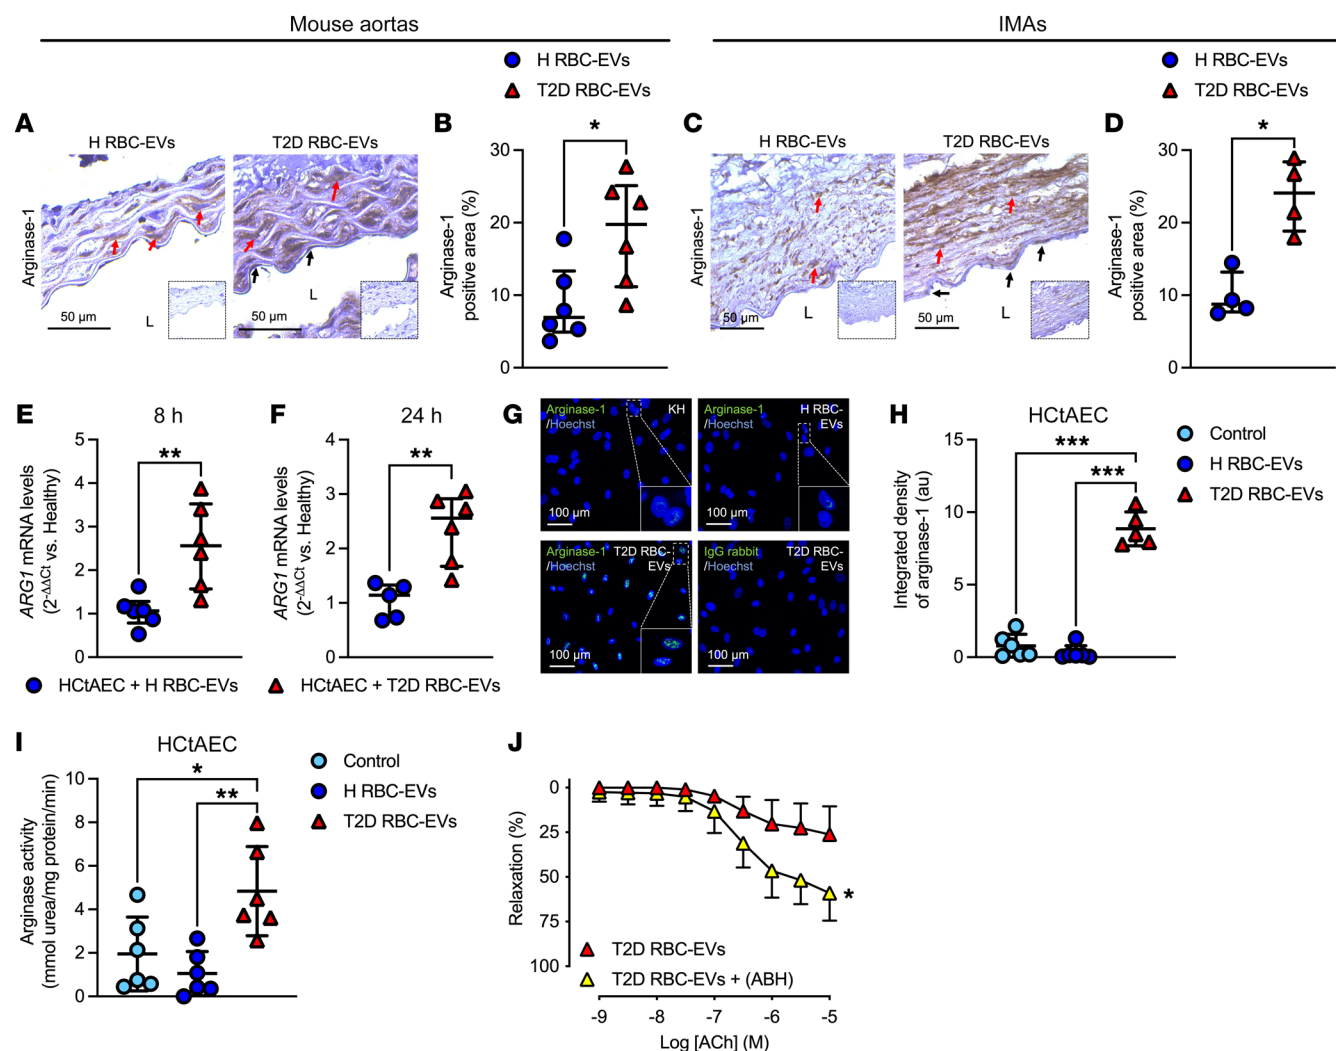 Mouse aortas
IMAs
H RBC-EVs
T2D RBC-EVs
H RBC-EVs
T2D RBC-EVs
A
H RBC-EVs
T2D RBC-EVs
Arginase-1
50 µm
L
50 µm
L
B
Arginase-1
positive area (%)
30
20
10
0
*
C
H RBC-EVs
T2D RBC-EVs
Arginase-1
50 µm
L
50 µm
L
D
Arginase-1
positive area (%)
30
20
10
0
*
E
8 h
ARG1 mRNA levels
(2-ΔΔCt vs. Healthy)
5
4
3
2
1
0
**
F
24 h
ARG1 mRNA levels
(2-ΔΔCt vs. Healthy)
4
3
2
1
0
**
HCtAEC + H RBC-EVs
HCtAEC + T2D RBC-EVs
G
Arginase-1
/Hoechst
KH
100 µm
Arginase-1
/Hoechst
H RBC-
EVs
100 µm
Arginase-1
/Hoechst
T2D RBC-
EVs
100 µm
IgG rabbit
/Hoechst
T2D RBC-
EVs
100 µm
H
HCtAEC
Integrated density
of arginase-1 (au)
15
10
5
0
***
***
Control
H RBC-EVs
T2D RBC-EVs
I
HCtAEC
Arginase activity
(mmol urea/mg protein/min)
10
8
6
4
2
0
*
**
Control
H RBC-EVs
T2D RBC-EVs
J
Relaxation (%)
0
25
50
75
100
*
T2D RBC-EVs
T2D RBC-EVs + (ABH)
-9 -8 -7 -6 -5
Log [ACh] (M)